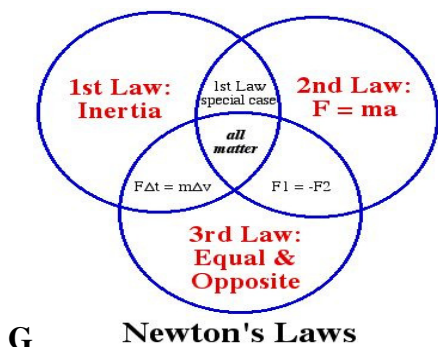 1st Law:
Inertia
1st Law
special case
2nd Law:
F = ma
all
matter
FΔt = mΔv
F1 = -F2
3rd Law:
Equal &
Opposite
G
Newton's Laws